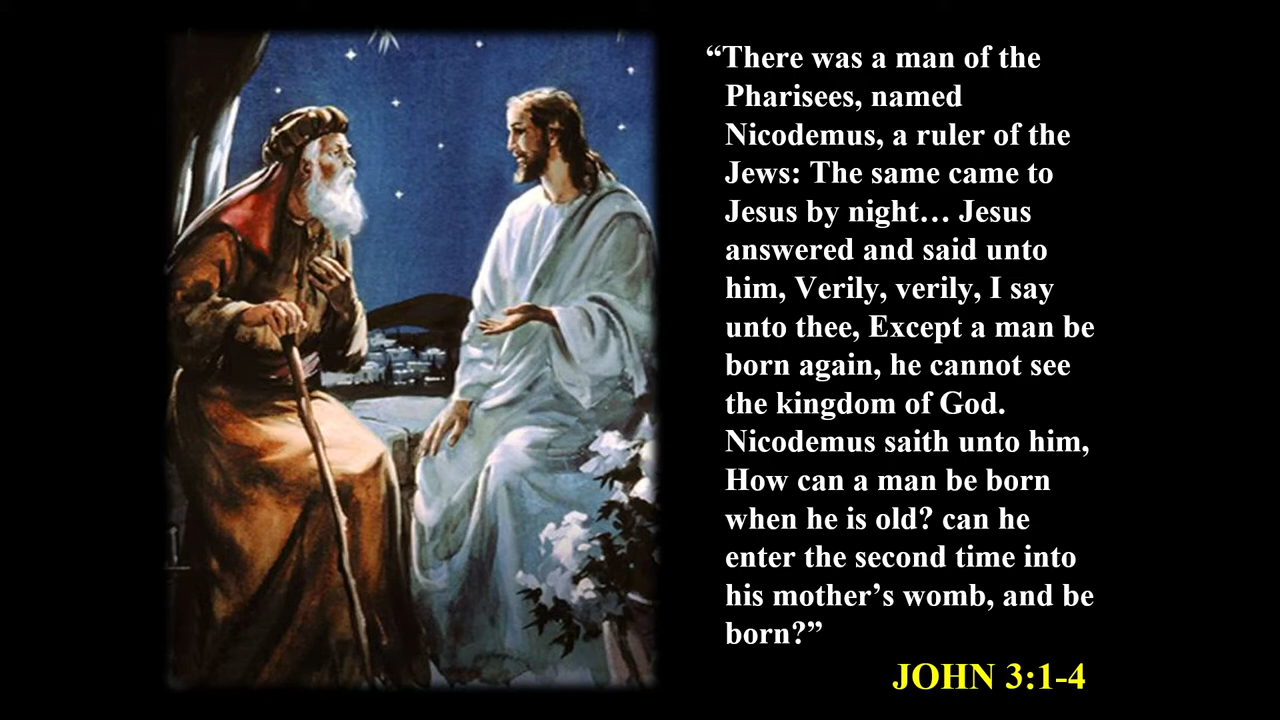 “There was a man of the
Pharisees, named
Nicodemus, a ruler of the
Jews: The same came to
Jesus by night… Jesus
answered and said unto
him, Verily, verily, I say
unto thee, Except a man be
born again, he cannot see
the kingdom of God.
Nicodemus saith unto him,
How can a man be born
when he is old? can he
enter the second time into
his mother’s womb, and be
born?”
JOHN 3:1-4